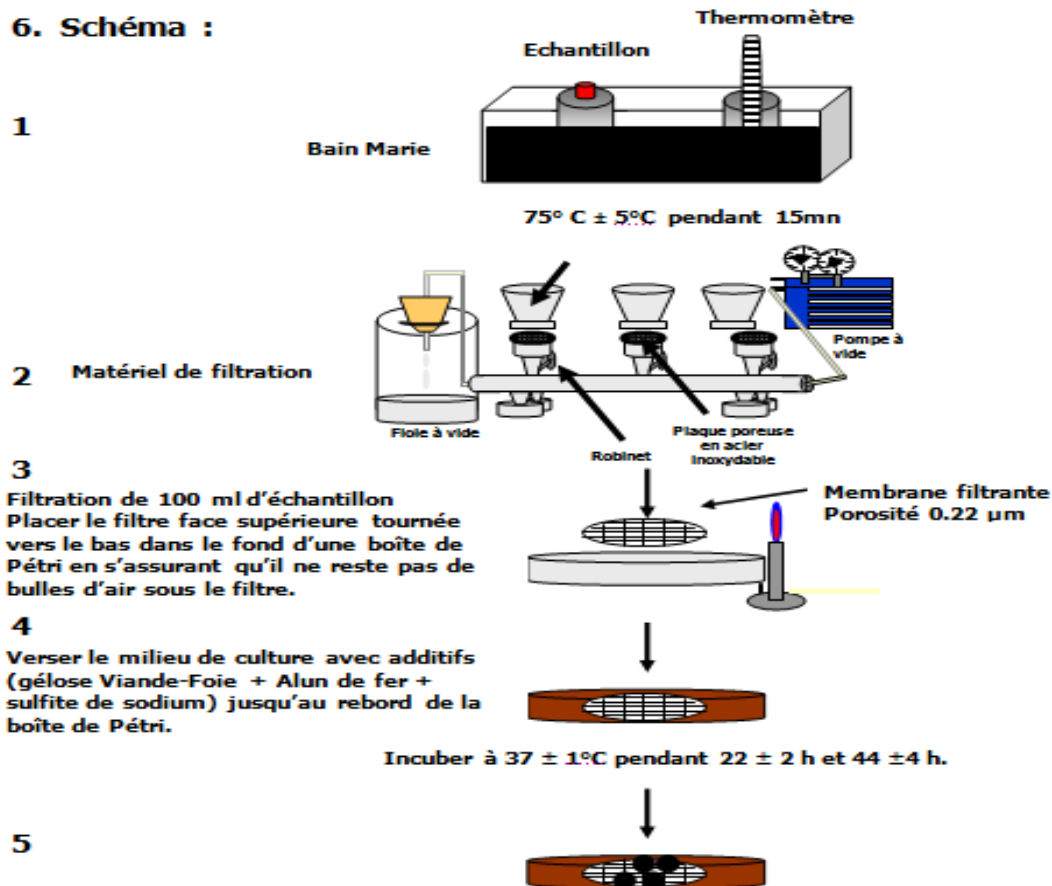 6. Schéma :
Thermomètre
Echantillon
1
Bain Marie
75° C ± 5°C pendant 15mn
Pompe à
vide
2 Matériel de filtration
Fiole à vide
Robinet
Plaque poreuse
en acier
inoxydable
3
Filtration de 100 ml d'échantillon
Placer le filtre face supérieure tournée
vers le bas dans le fond d'une boîte de
Pétri en s'assurant qu'il ne reste pas de
bulles d'air sous le filtre.
Membrane filtrante
Porosité 0.22 µm
4
Verser le milieu de culture avec additifs
(gélose Viande-Foie + Alun de fer +
sulfite de sodium) jusqu'au rebord de la
boîte de Pétri.
Incuber à 37 ± 1°C pendant 22 ± 2 h et 44 ±4 h.
5